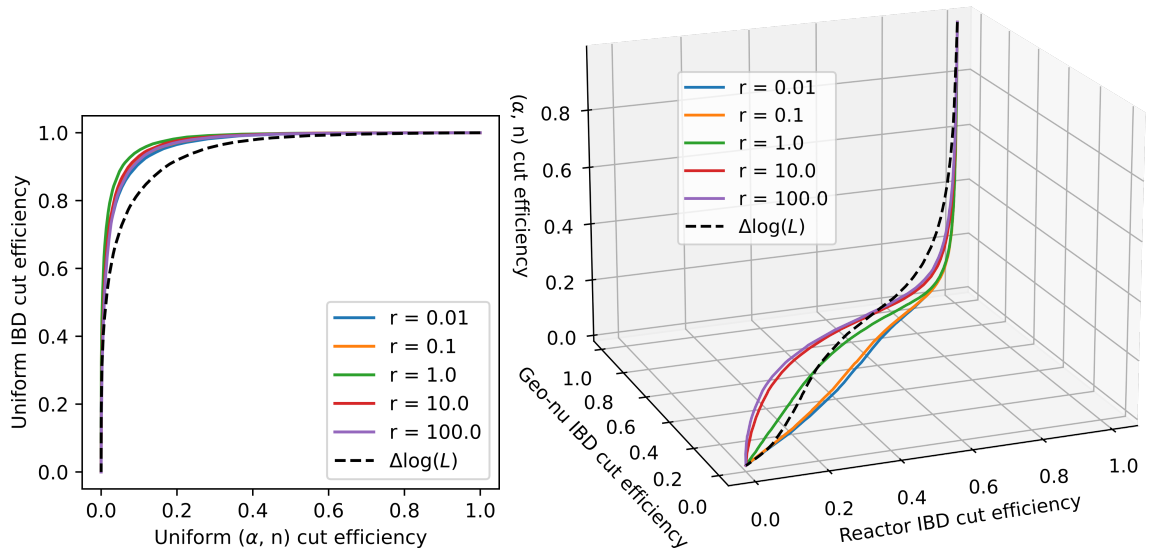 Uniform IBD cut efficiency
1.0
0.8
0.6
0.4
0.2
0.0
r = 0.01
r = 0.1
r = 1.0
r = 10.0
r = 100.0
Δlog(L)
0.0 0.2 0.4 0.6 0.8 1.0
Uniform (α, n) cut efficiency
r = 0.01
r = 0.1
r = 1.0
r = 10.0
r = 100.0
Δlog(L)
(α, n) cut efficiency
0.8
0.6
0.4
0.2
0.0
Geo-nu IBD cut efficiency
1.0
0.8
0.6
0.4
0.2
0.0
0.0 0.2 0.4 0.6 0.8 1.0
Reactor IBD cut efficiency